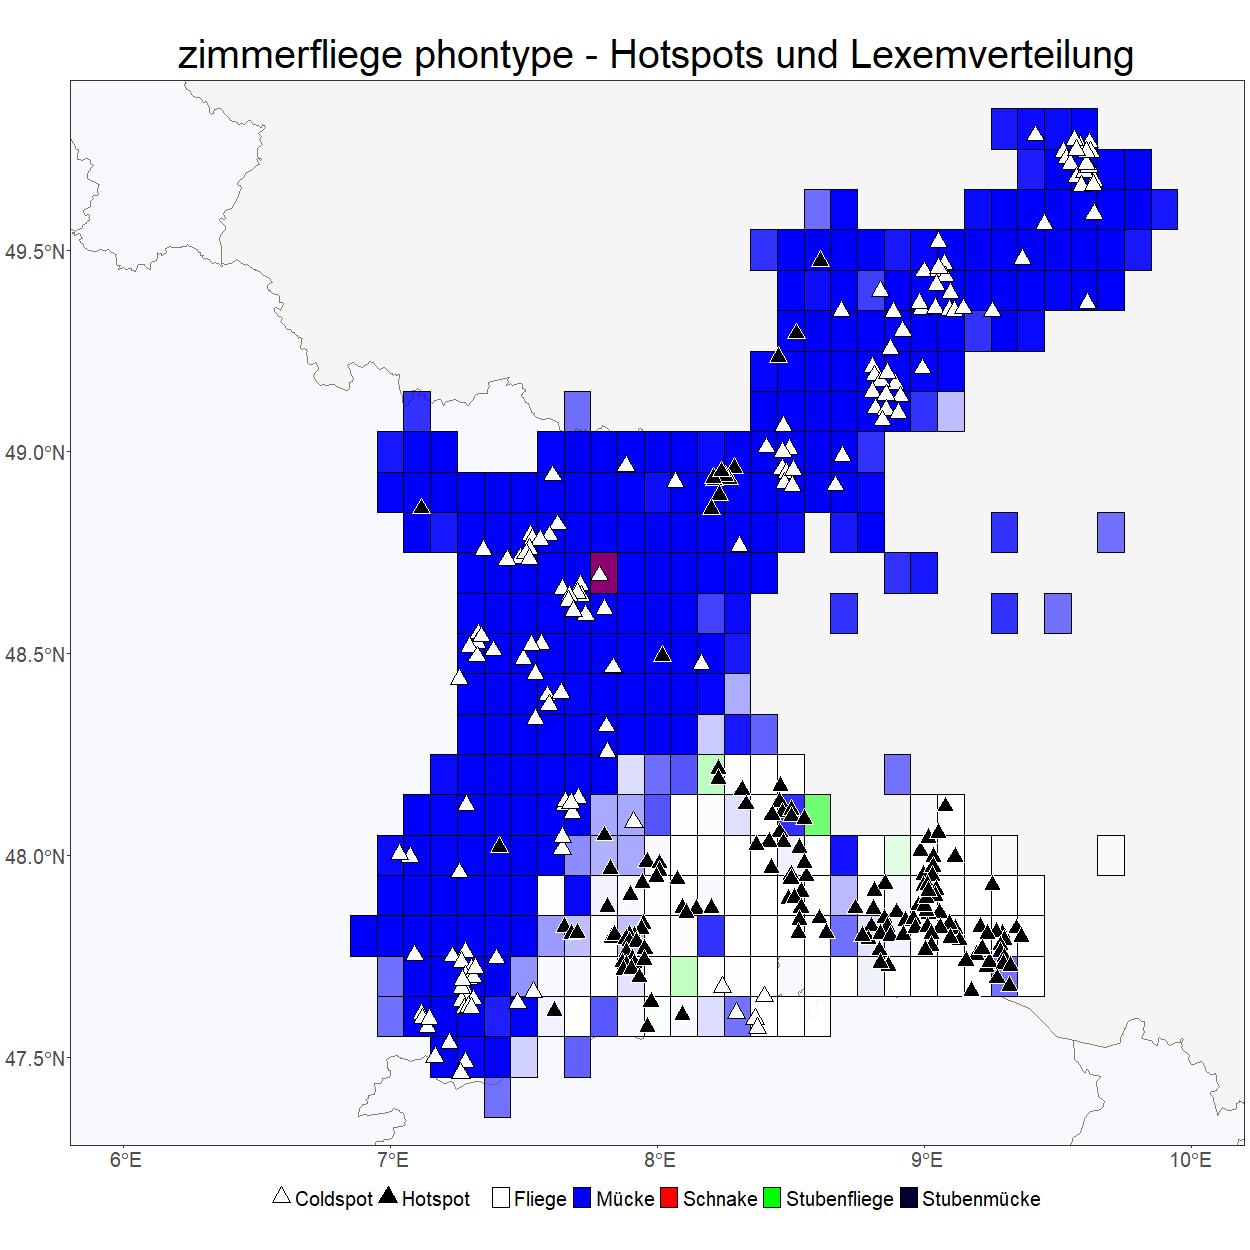 zimmerfliege phontype - Hotspots und Lexemverteilung
49.5°N
49.0°N
48.5°N
48.0°N
47.5°N
6°E 7°E 8°E 9°E 10°E
Coldspot Hotspot Fliege Mücke Schnake Stubenfliege Stubenmücke